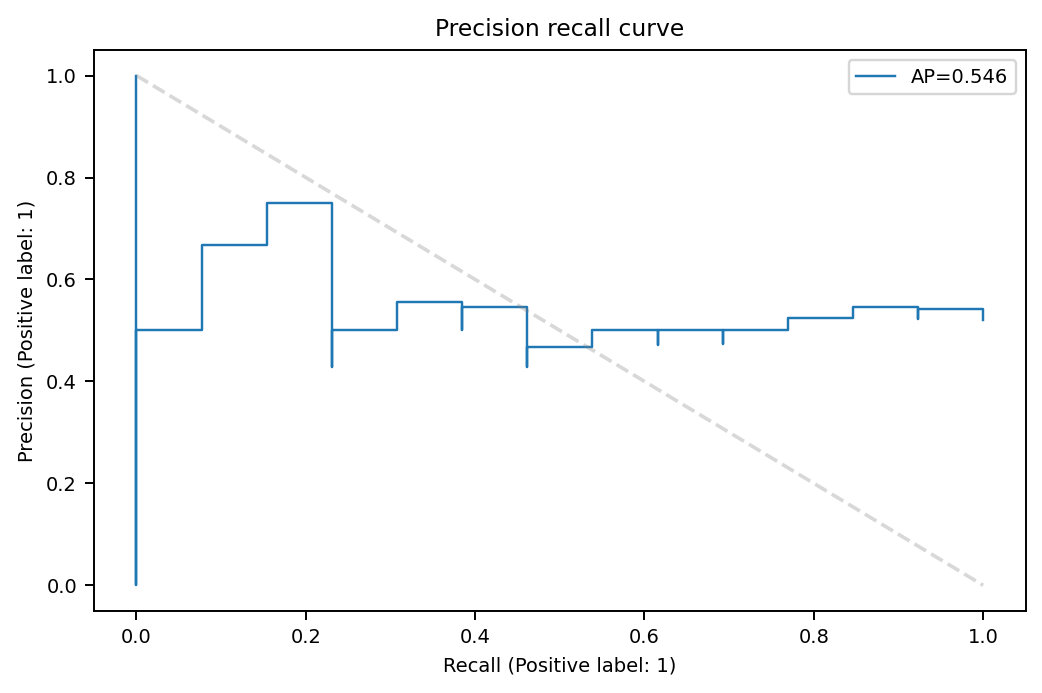 Precision recall curve
AP=0.546
Precision (Positive label: 1)
1.0
0.8
0.6
0.4
0.2
0.0
0.0 0.2 0.4 0.6 0.8 1.0
Recall (Positive label: 1)